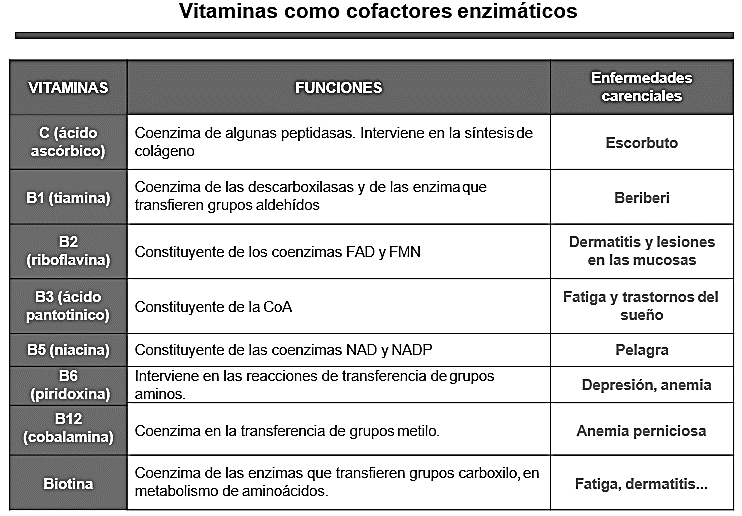 Vitaminas como cofactores enzimáticos
VITAMINAS
FUNCIONES
Enfermedades
carenciales
C (ácido
ascórbico)
Coenzima de algunas peptidasas. Interviene en la síntesis de
colágeno
Escorbuto
B1 (tiamina)
Coenzima de las descarboxilasas y de las enzima que
transfieren grupos aldehídos
Beriberi
B2
(riboflavina)
Constituyente de los coenzimas FAD y FMN
Dermatitis y lesiones
en las mucosas
B3 (ácido
pantotinico)
Constituyente de la CoA
Fatiga y trastornos del
sueño
B5 (niacina)
Constituyente de las coenzimas NAD y NADP
Pelagra
B6
(piridoxina)
Interviene en las reacciones de transferencia de grupos
aminos.
Depresión, anemia
B12
(cobalamina)
Coenzima en la transferencia de grupos metilo.
Anemia perniciosa
Biotina
Coenzima de las enzimas que transfieren grupos carboxilo, en
metabolismo de aminoácidos.
Fatiga, dermatitis...